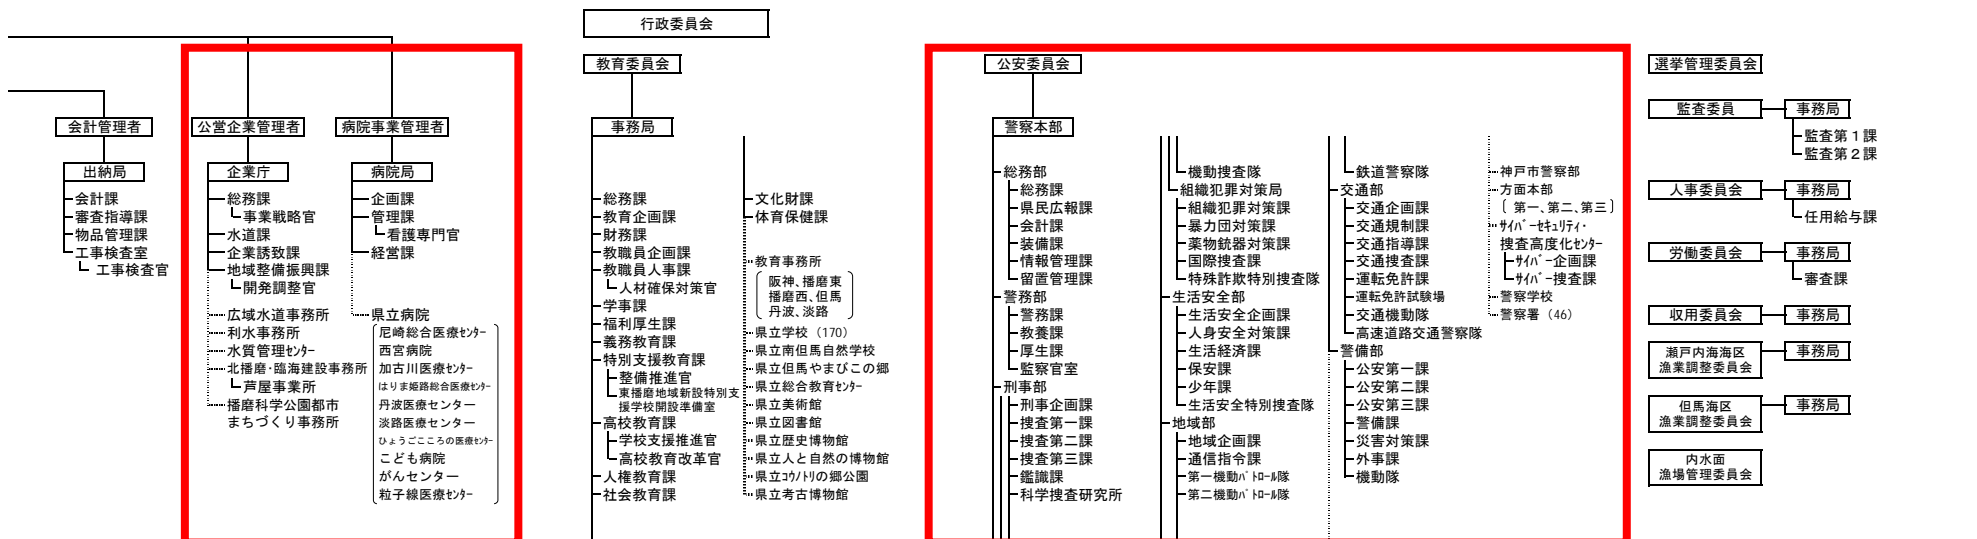 行政委員会
会計管理者
出納局
会計課
審査指導課
物品管理課
工事検査室
工事検査官
公営企業管理者
企業庁
総務課
事業戦略官
水道課
企業誘致課
地域整備振興課
開発調整官
広域水道事務所
利水事務所
水質管理ｾﾝﾀｰ
北播磨･臨海建設事務所
芦屋事業所
播磨科学公園都市
まちづくり事務所
病院事業管理者
病院局
企画課
管理課
看護専門官
経営課
県立病院
尼崎総合医療ｾﾝﾀｰ
西宮病院
加古川医療ｾﾝﾀｰ
はりま姫路総合医療ｾﾝﾀｰ
丹波医療センター
淡路医療センター
ひょうごこころの医療ｾﾝﾀｰ
こども病院
がんセンター
粒子線医療ｾﾝﾀｰ
教育委員会
事務局
総務課
教育企画課
財務課
教職員企画課
教職員人事課
人材確保対策官
学事課
福利厚生課
義務教育課
特別支援教育課
整備推進官
東播磨地域新設特別支
援学校開設準備室
高校教育課
学校支援推進官
高校教育改革官
人権教育課
社会教育課
文化財課
体育保健課
教育事務所
阪神、播磨東
播磨西、但馬
丹波、淡路
県立学校（170）
県立南但馬自然学校
県立但馬やまびこの郷
県立総合教育ｾﾝﾀｰ
県立美術館
県立図書館
県立歴史博物館
県立人と自然の博物館
県立ｺｳﾉﾄﾘの郷公園
県立考古博物館
公安委員会
警察本部
総務部
総務課
県民広報課
会計課
装備課
情報管理課
留置管理課
警務部
警務課
教養課
厚生課
監察官室
刑事部
刑事企画課
捜査第一課
捜査第二課
捜査第三課
鑑識課
科学捜査研究所
機動捜査隊
組織犯罪対策局
組織犯罪対策課
暴力団対策課
薬物銃器対策課
国際捜査課
特殊詐欺特別捜査隊
生活安全部
生活安全企画課
人身安全対策課
生活経済課
保安課
少年課
生活安全特別捜査隊
地域部
地域企画課
通信指令課
第一機動ﾊﾟﾄﾛｰﾙ隊
第二機動ﾊﾟﾄﾛｰﾙ隊
鉄道警察隊
交通部
交通企画課
交通規制課
交通指導課
交通捜査課
運転免許課
運転免許試験場
交通機動隊
高速道路交通警察隊
警備部
公安第一課
公安第二課
公安第三課
警備課
災害対策課
外事課
機動隊
神戸市警察部
方面本部
〔 第一、第二、第三〕
ｻｲﾊﾞｰｾｷｭﾘﾃｨ･
捜査高度化ｾﾝﾀｰ
ｻｲﾊﾞｰ企画課
ｻｲﾊﾞｰ捜査課
警察学校
警察署（46）
選挙管理委員会
監査委員
事務局
監査第１課
監査第２課
人事委員会
事務局
任用給与課
労働委員会
事務局
審査課
収用委員会
事務局
瀬戸内海海区
漁業調整委員会
事務局
但馬海区
漁業調整委員会
事務局
内水面
漁場管理委員会